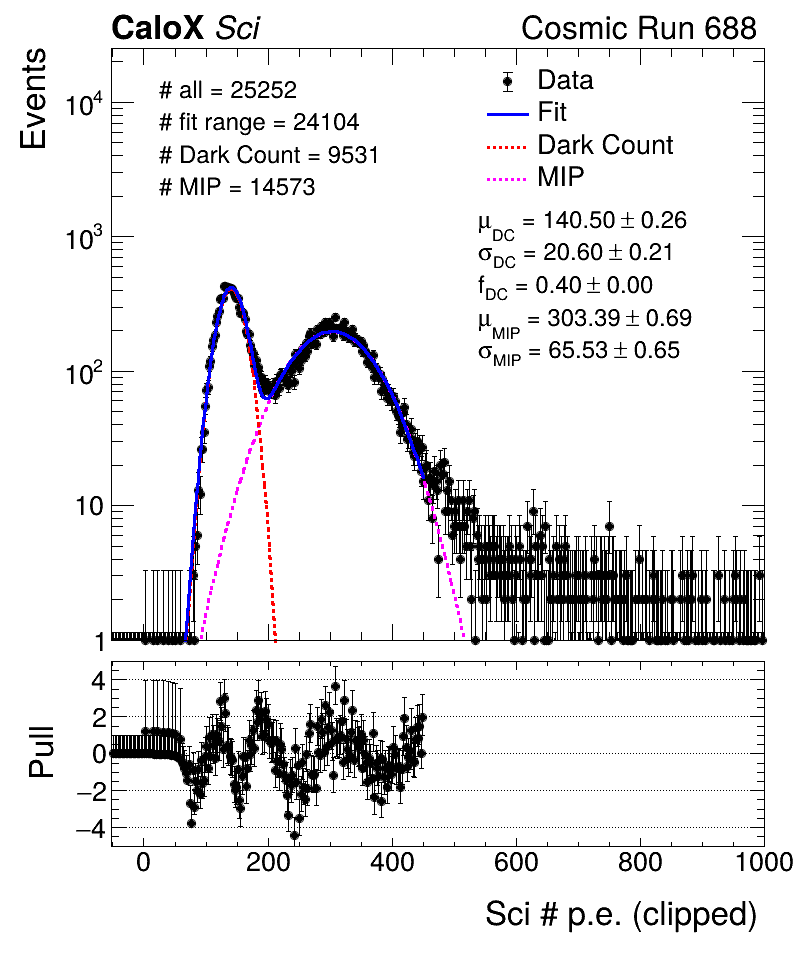 CaloX Sci Cosmic Run 688
Events
# all = 25252
# fit range = 24104
# Dark Count = 9531
# MIP = 14573
Data
Fit
Dark Count
MIP
μDC = 140.50 ± 0.26
σDC = 20.60 ± 0.21
fDC = 0.40 ± 0.00
μMIP = 303.39 ± 0.69
σMIP = 65.53 ± 0.65
10⁴
10³
10²
10
1
Pull
4
2
0
−2
−4
0 200 400 600 800 1000
Sci # p.e. (clipped)